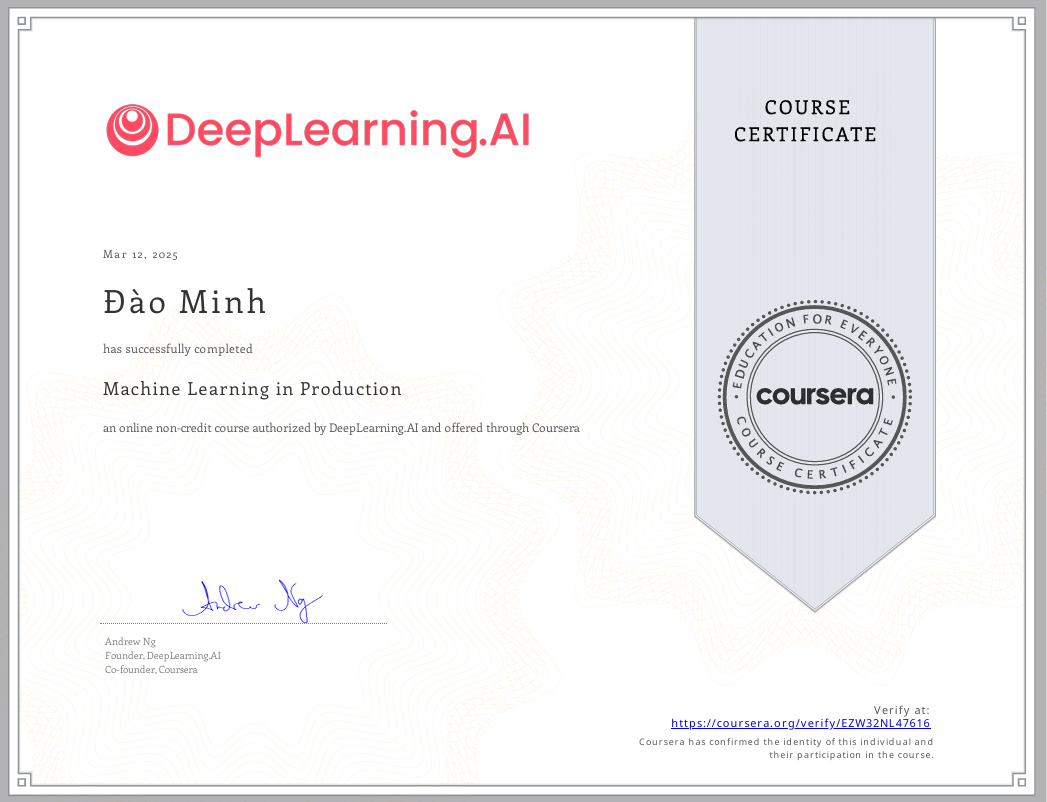 DeepLearning.AI
COURSE
CERTIFICATE
Mar 12, 2025
Đào Minh
has successfully completed
Machine Learning in Production
an online non-credit course authorized by DeepLearning.AI and offered through Coursera
EDUCATION FOR EVERYONE
coursera
COURSE CERTIFICATE
Andrew Ng
Andrew Ng
Founder, DeepLearning.AI
Co-founder, Coursera
Verify at:
https://coursera.org/verify/EZW32NL47616
Coursera has confirmed the identity of this individual and
their participation in the course.